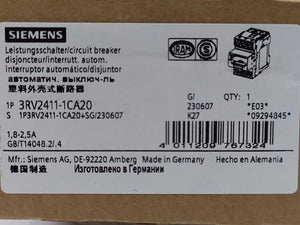 SIEMENS
Leistungsschalter/circuit breaker
disjoncteur/interrutt. autom.
interruptor automático/disjuntor
автоматич. выключ-ль
塑料外壳式断路器
1P 3RV2411-1CA20
S 1P3RV2411-1CA20+SG/230607
G/ QTY: 1
230607 *E03*
K27 *09294845*
1,8-2,5A
GB/T14048.2/.4
Mfr.: Siemens AG, DE-92220 Amberg Made in Germany Hecho en Alemania
德国制造 Изготовлено в Германии
4 011209 767324